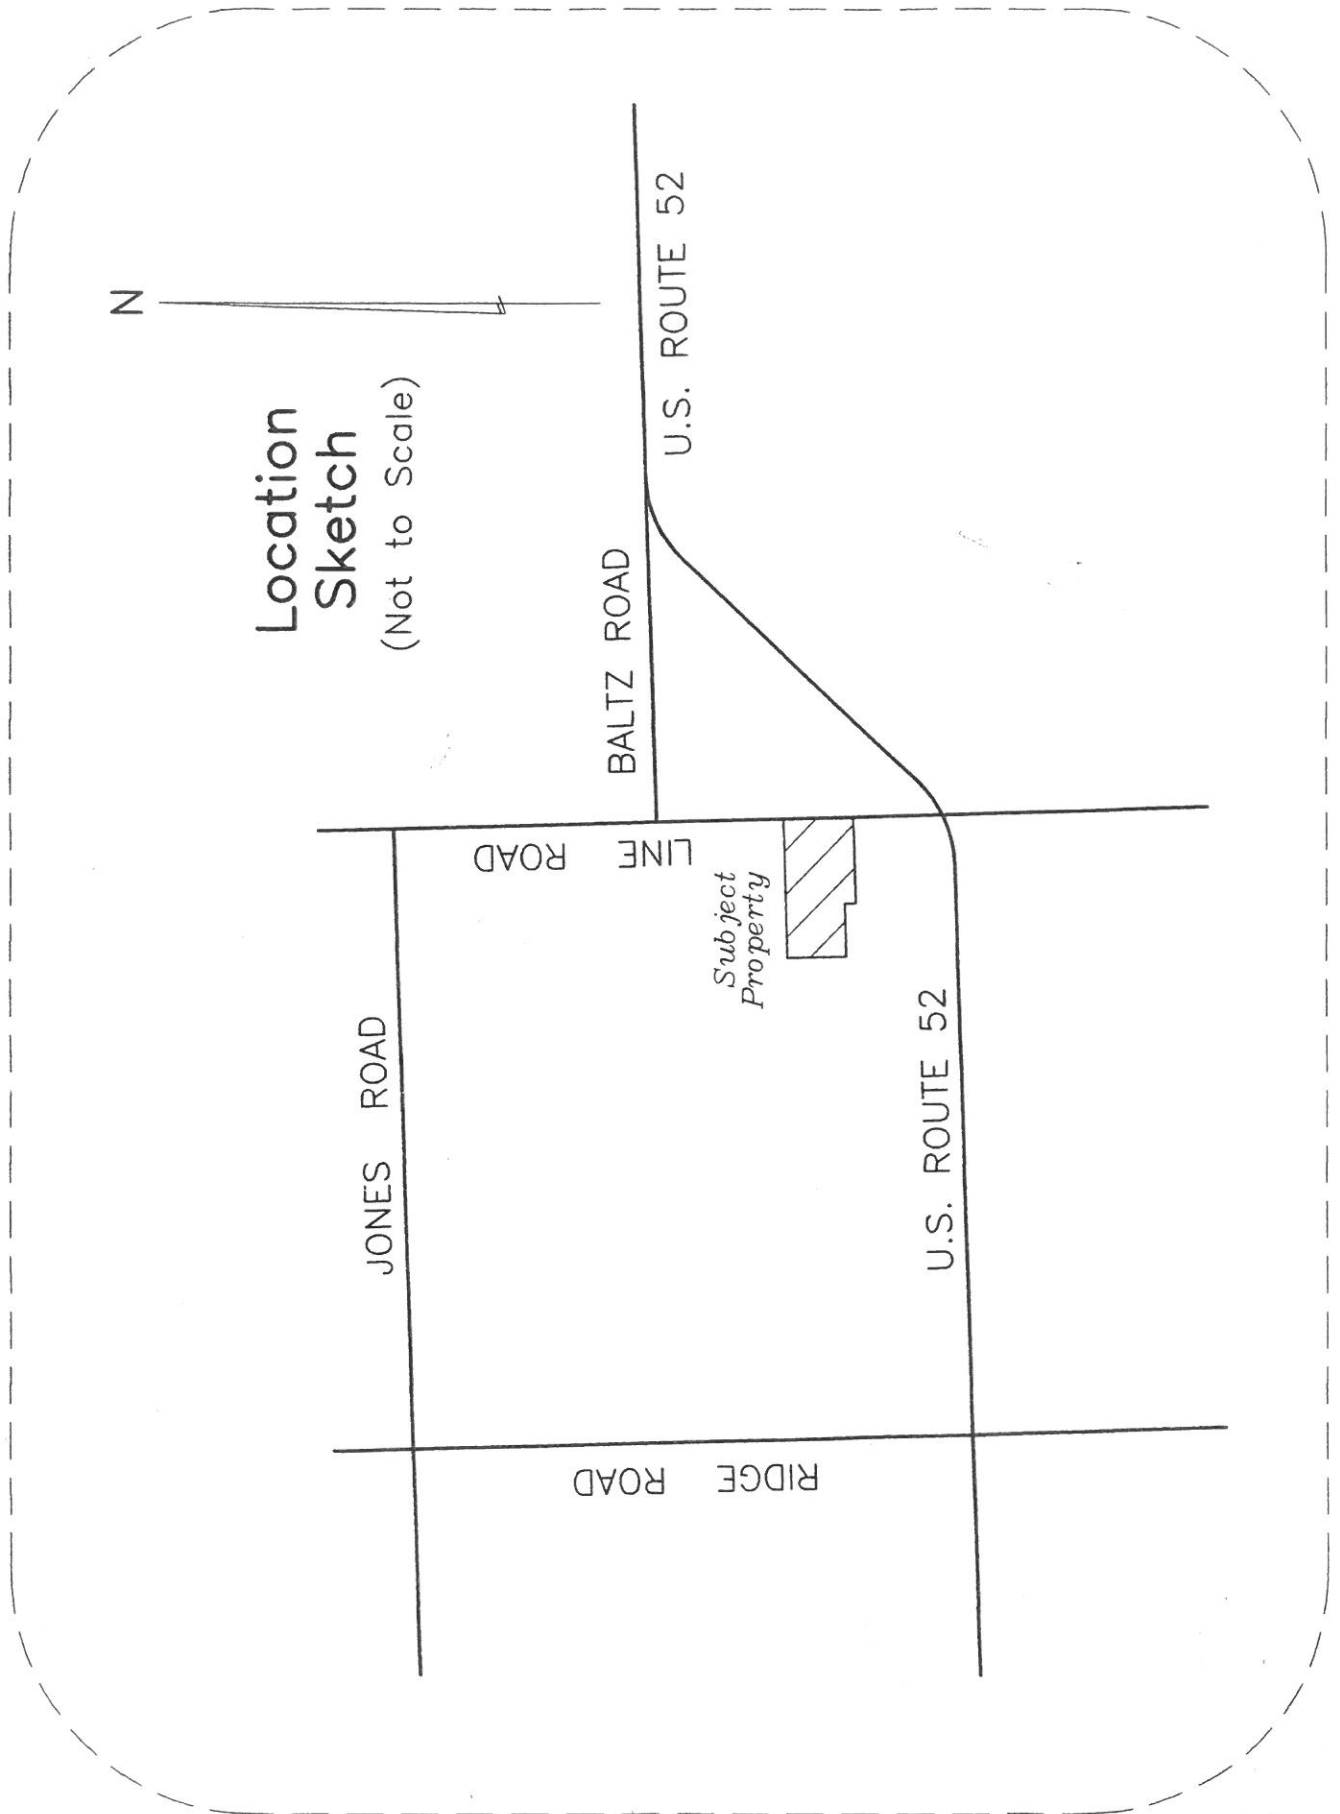 N
Location
Sketch
(Not to Scale)
U.S. ROUTE 52
BALTZ ROAD
LINE ROAD
Subject
Property
JONES ROAD
U.S. ROUTE 52
RIDGE ROAD